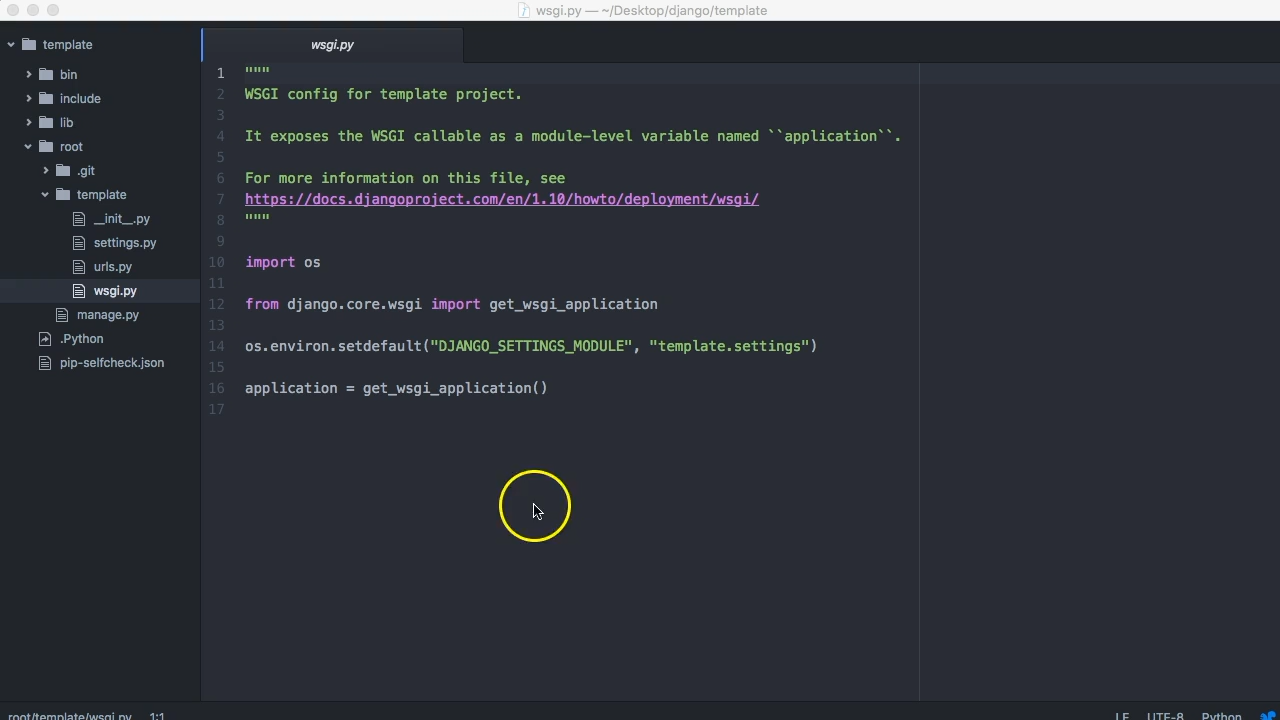 wsgi.py — ~/Desktop/django/template
template
bin
include
lib
root
.git
template
__init__.py
settings.py
urls.py
wsgi.py
manage.py
.Python
pip-selfcheck.json
wsgi.py
1 """
2 WSGI config for template project.
3
4 It exposes the WSGI callable as a module-level variable named ``application``.
5
6 For more information on this file, see
7 https://docs.djangoproject.com/en/1.10/howto/deployment/wsgi/
8 """
9
10 import os
11
12 from django.core.wsgi import get_wsgi_application
13
14 os.environ.setdefault("DJANGO_SETTINGS_MODULE", "template.settings")
15
16 application = get_wsgi_application()
17
root/template/wsgi.py 1:1 LF UTF-8 Python